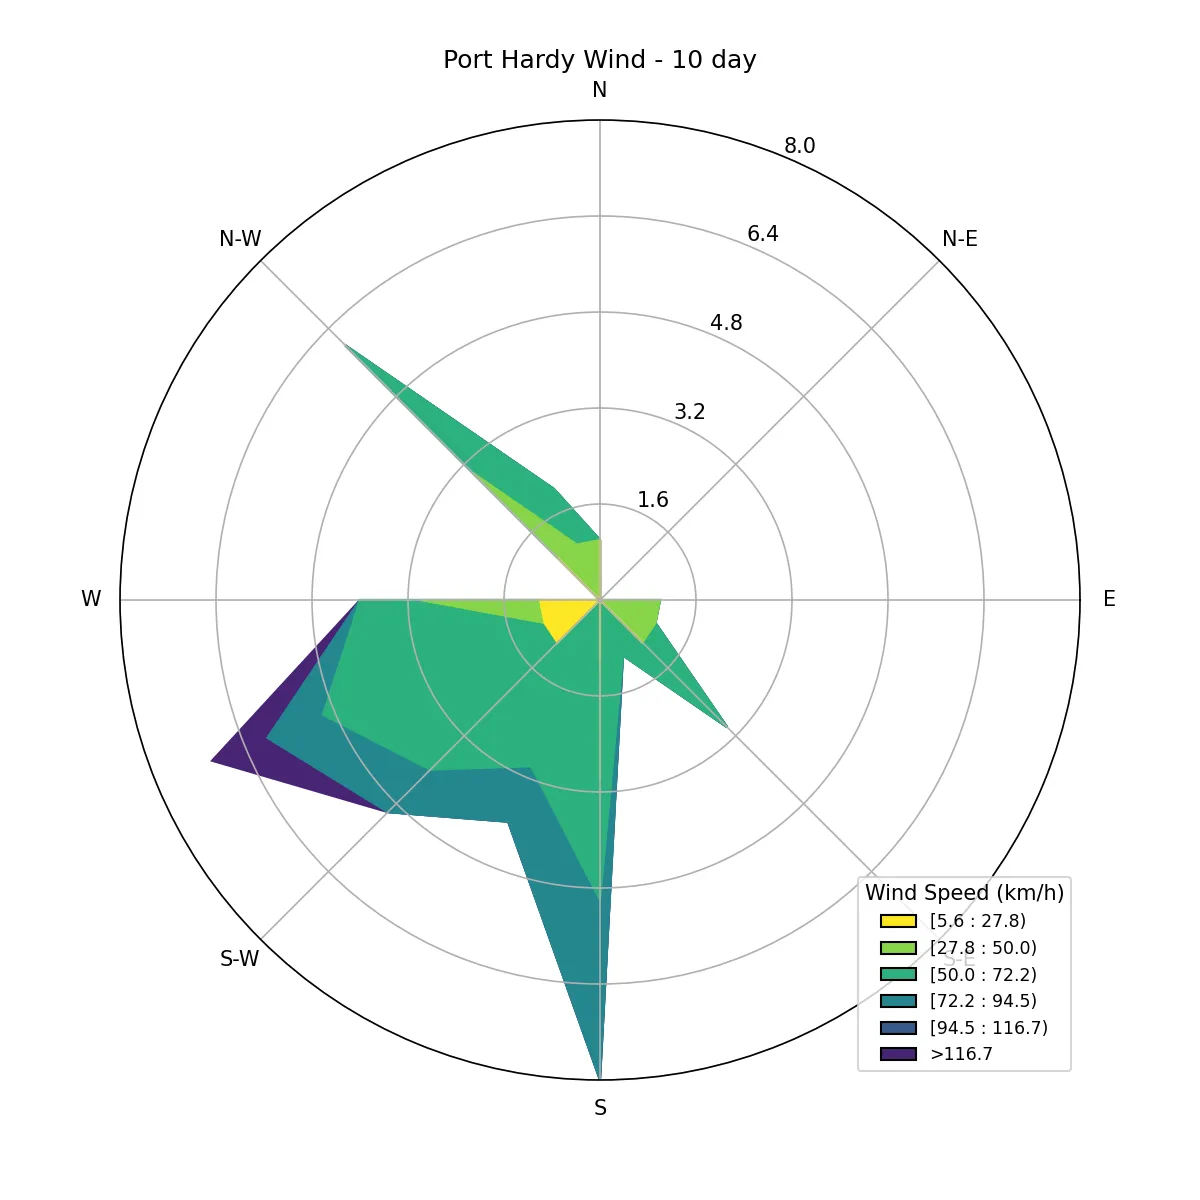 Port Hardy Wind - 10 day
N
8.0
N-W
N-E
6.4
4.8
3.2
1.6
W
E
S-W
S-E
S
Wind Speed (km/h)
[5.6 : 27.8)
[27.8 : 50.0)
[50.0 : 72.2)
[72.2 : 94.5)
[94.5 : 116.7)
>116.7